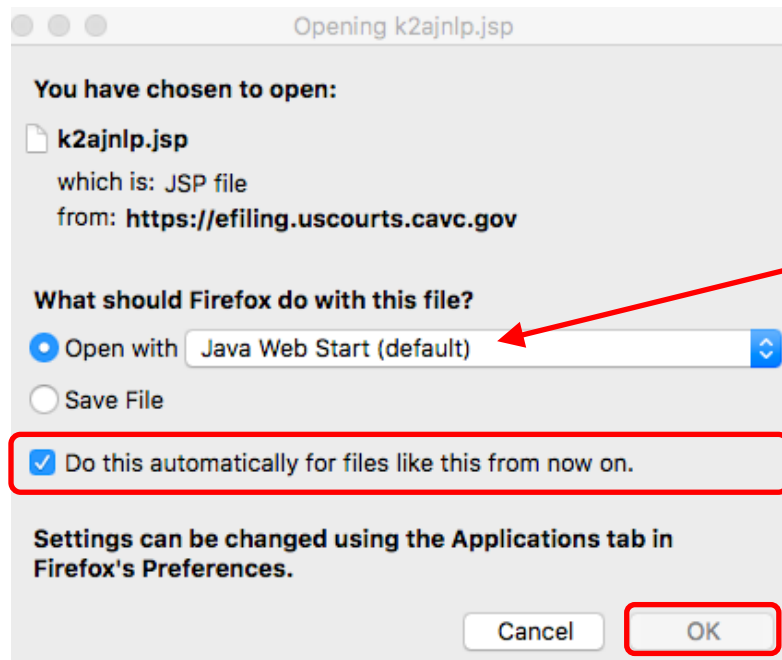 Opening k2ajnlp.jsp
You have chosen to open:
k2ajnlp.jsp
which is: JSP file
from: https://efiling.uscourts.cavc.gov
What should Firefox do with this file?
Open with Java Web Start (default)
Save File
Do this automatically for files like this from now on.
Settings can be changed using the Applications tab in
Firefox's Preferences.
Cancel OK